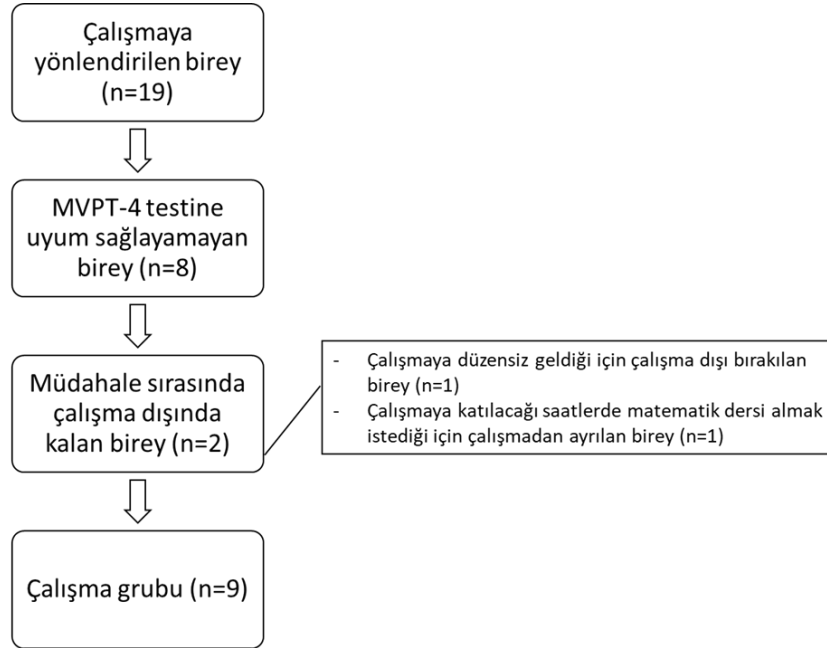 Çalışmaya
yönlendirilen birey
(n=19)
MVPT-4 testine
uyum sağlayamayan
birey (n=8)
Müdahale sırasında
çalışma dışında
kalan birey (n=2)
- Çalışmaya düzensiz geldiği için çalışma dışı bırakılan
birey (n=1)
- Çalışmaya katılacağı saatlerde matematik dersi almak
istediği için çalışmadan ayrılan birey (n=1)
Çalışma grubu (n=9)